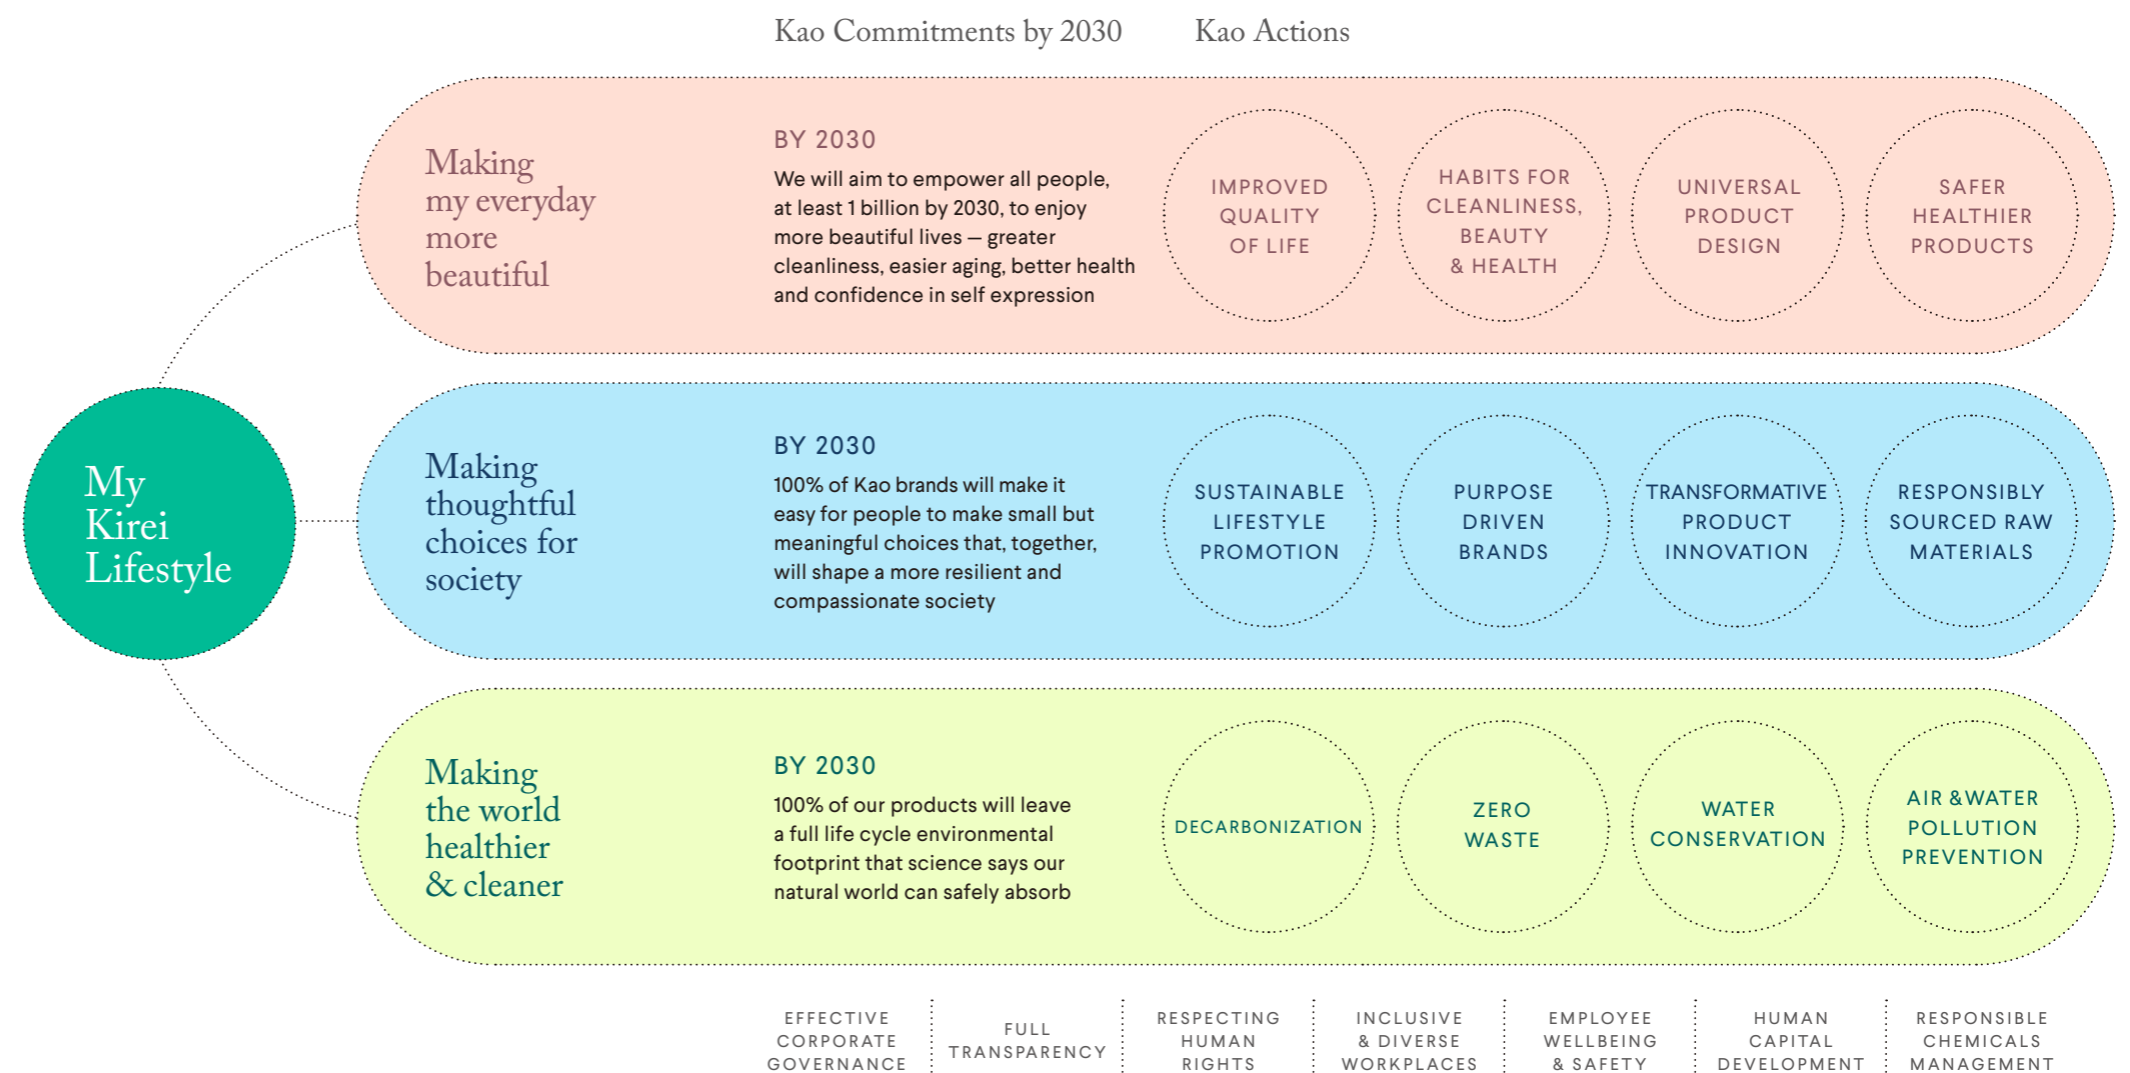 Kao Commitments by 2030
Kao Actions
My
Kirei
Lifestyle
Making
my everyday
more
beautiful
BY 2030
We will aim to empower all people,
at least 1 billion by 2030, to enjoy
more beautiful lives — greater
cleanliness, easier aging, better health
and confidence in self expression
IMPROVED
QUALITY
OF LIFE
HABITS FOR
CLEANLINESS,
BEAUTY
& HEALTH
UNIVERSAL
PRODUCT
DESIGN
SAFER
HEALTHIER
PRODUCTS
Making
thoughtful
choices for
society
BY 2030
100% of Kao brands will make it
easy for people to make small but
meaningful choices that, together,
will shape a more resilient and
compassionate society
SUSTAINABLE
LIFESTYLE
PROMOTION
PURPOSE
DRIVEN
BRANDS
TRANSFORMATIVE
PRODUCT
INNOVATION
RESPONSIBLY
SOURCED RAW
MATERIALS
Making
the world
healthier
& cleaner
BY 2030
100% of our products will leave
a full life cycle environmental
footprint that science says our
natural world can safely absorb
DECARBONIZATION
ZERO
WASTE
WATER
CONSERVATION
AIR &WATER
POLLUTION
PREVENTION
EFFECTIVE
CORPORATE
GOVERNANCE
FULL
TRANSPARENCY
RESPECTING
HUMAN
RIGHTS
INCLUSIVE
& DIVERSE
WORKPLACES
EMPLOYEE
WELLBEING
& SAFETY
HUMAN
CAPITAL
DEVELOPMENT
RESPONSIBLE
CHEMICALS
MANAGEMENT